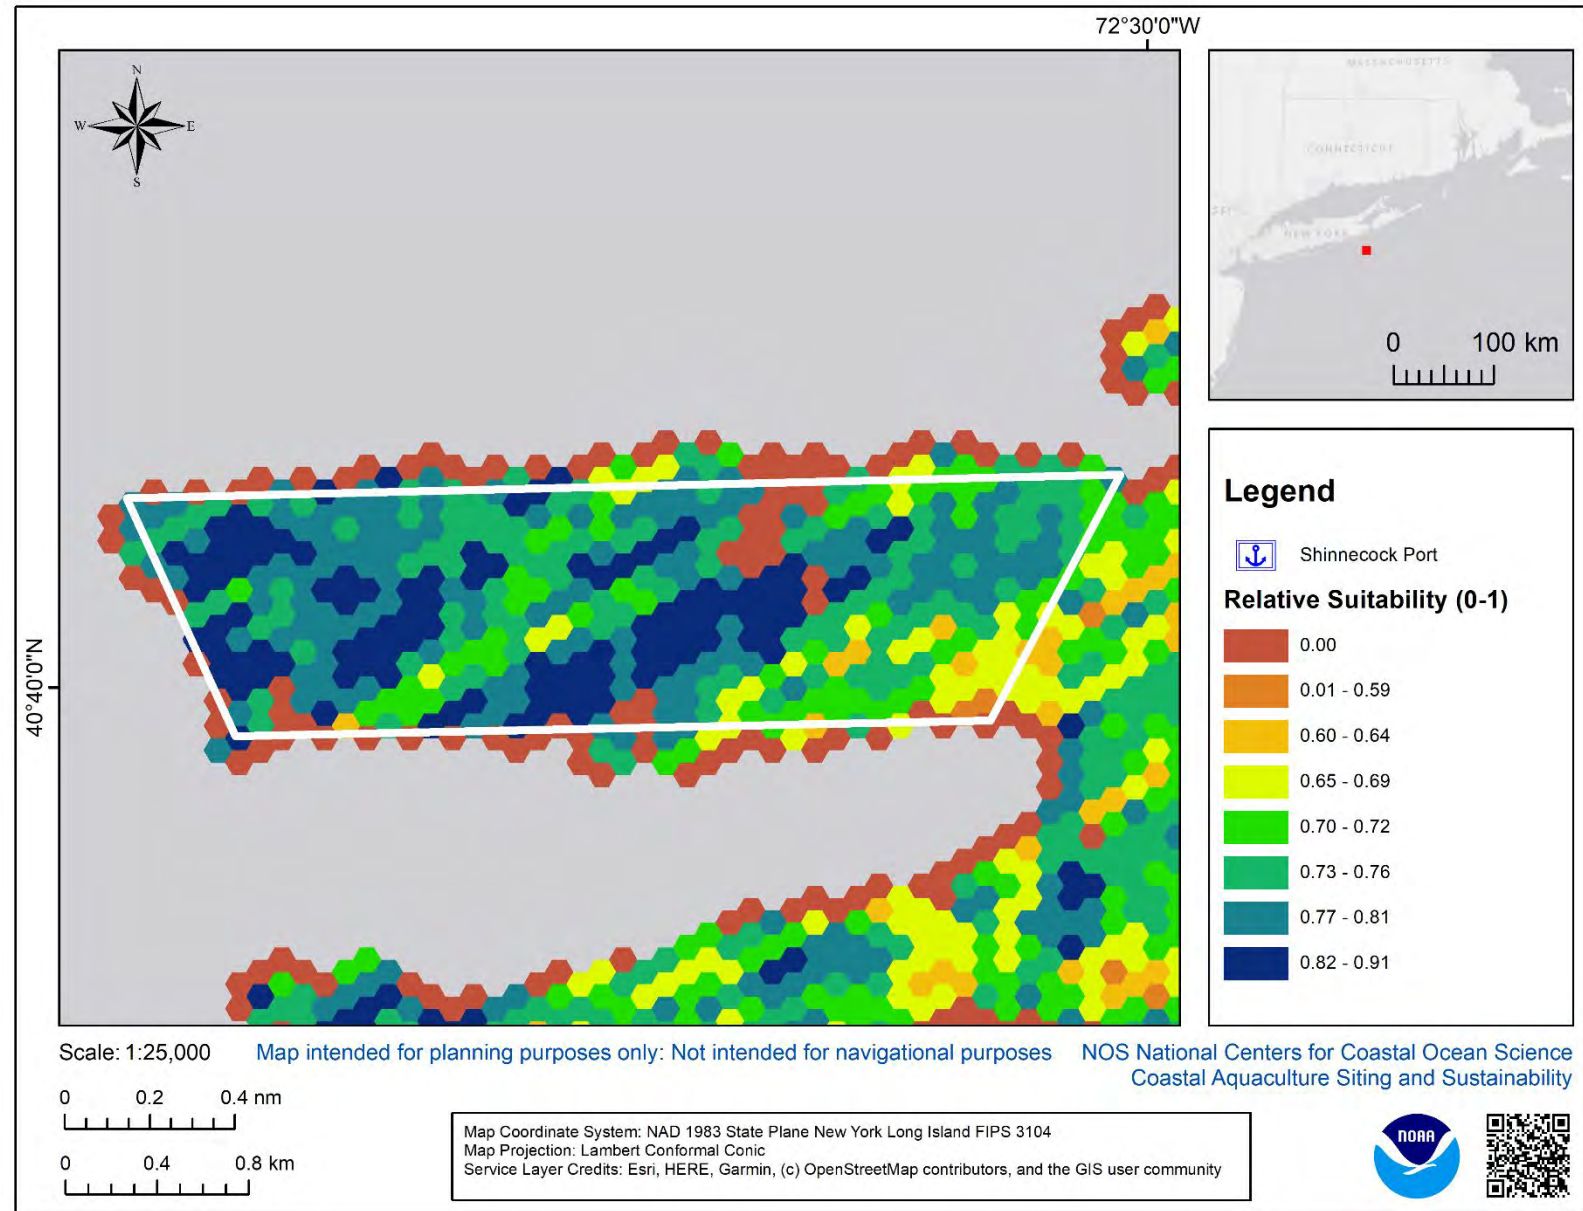 72°30'0"W
N
W
E
S
40°40'0"N
MASSACHUSETTS
CONNECTICUT
NEW YORK
0 100 km
Legend
Shinnecock Port
Relative Suitability (0-1)
0.00
0.01 - 0.59
0.60 - 0.64
0.65 - 0.69
0.70 - 0.72
0.73 - 0.76
0.77 - 0.81
0.82 - 0.91
Scale: 1:25,000
Map intended for planning purposes only: Not intended for navigational purposes
NOS National Centers for Coastal Ocean Science
Coastal Aquaculture Siting and Sustainability
0 0.2 0.4 nm
0 0.4 0.8 km
Map Coordinate System: NAD 1983 State Plane New York Long Island FIPS 3104
Map Projection: Lambert Conformal Conic
Service Layer Credits: Esri, HERE, Garmin, (c) OpenStreetMap contributors, and the GIS user community
NOAA